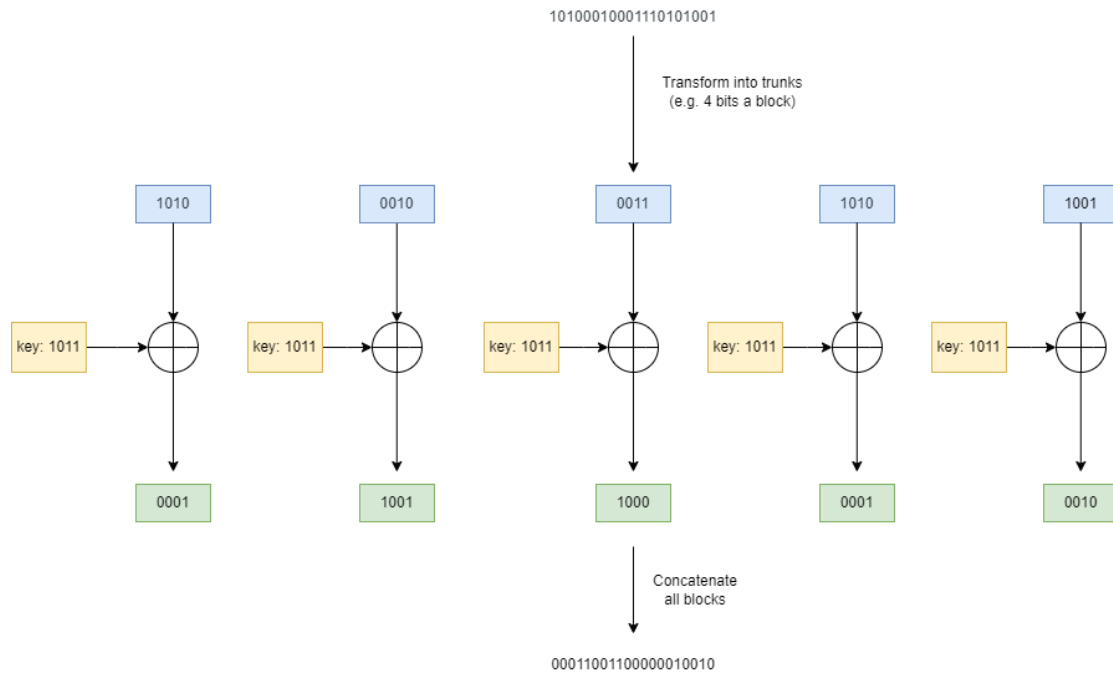 10100010001110101001
Transform into trunks
(e.g. 4 bits a block)
1010
0010
0011
1010
1001
key: 1011
key: 1011
key: 1011
key: 1011
key: 1011
0001
1001
1000
0001
0010
Concatenate
all blocks
00011001100000010010